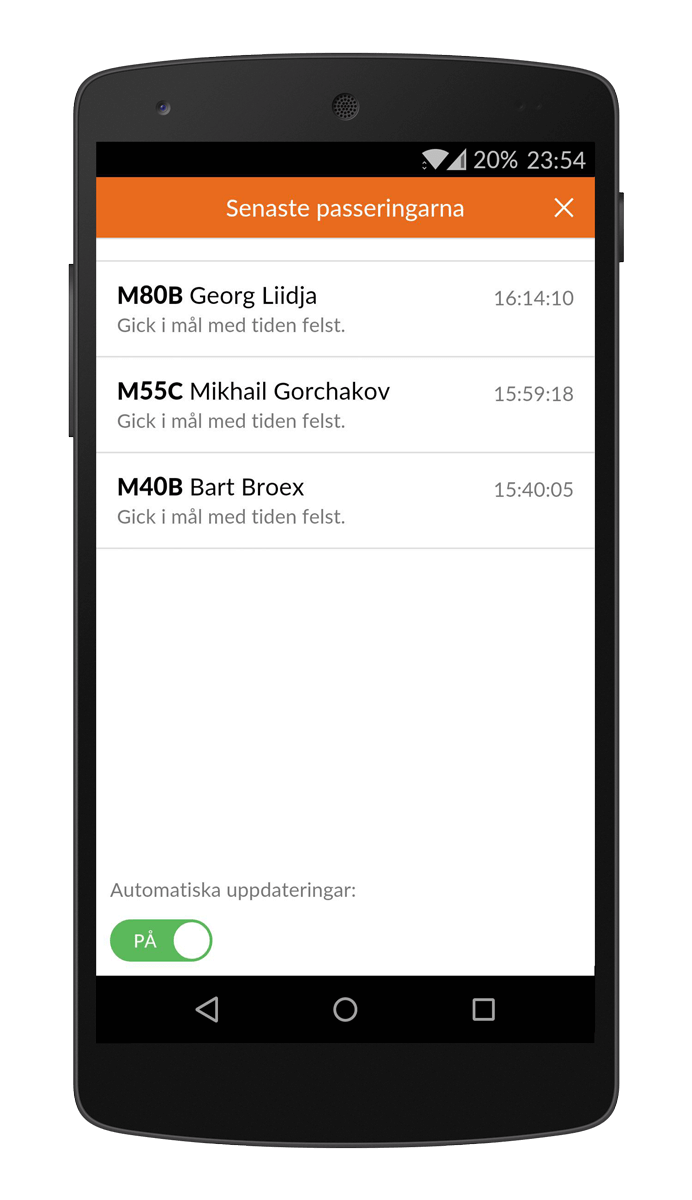 20% 23:54
Senaste passeringarna
M80B Georg Liidja 16:14:10
Gick i mål med tiden felst.
M55C Mikhail Gorchakov 15:59:18
Gick i mål med tiden felst.
M40B Bart Broex 15:40:05
Gick i mål med tiden felst.
Automatiska uppdateringar:
PÅ